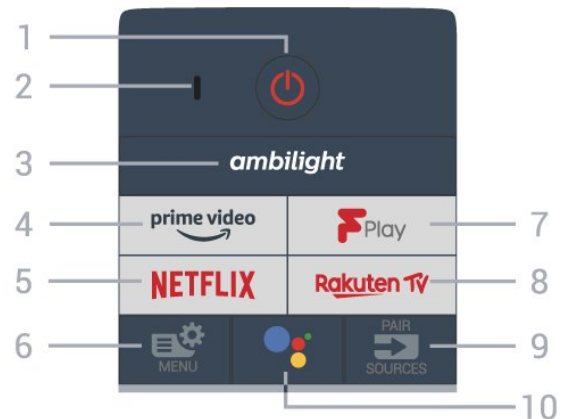 1
2
3
ambilight
4
prime video
F Play
7
5
NETFLIX
Rakuten TV
8
6
MENU
PAIR
SOURCES
9
10